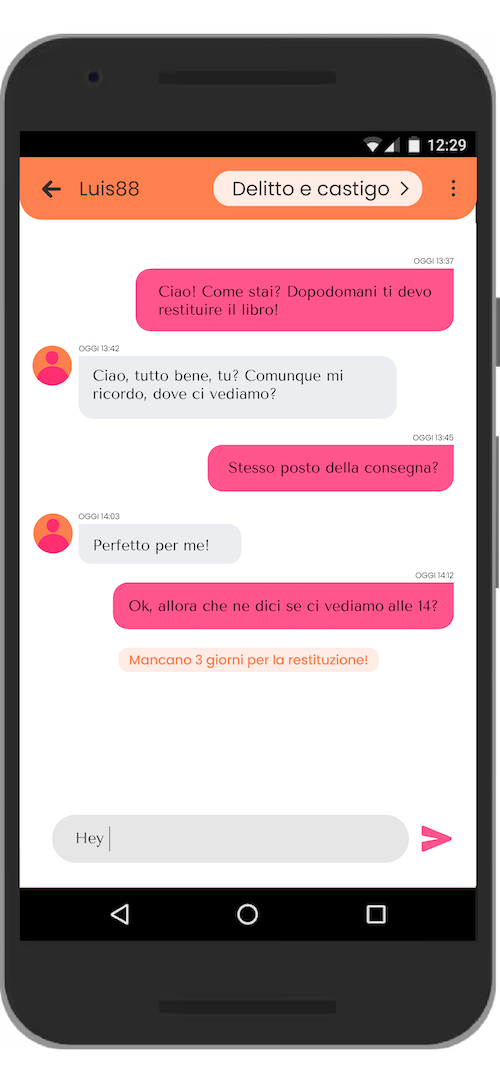 12:29
Luis88
Delitto e castigo
OGGI 13:37
Ciao! Come stai? Dopodomani ti devo
restituire il libro!
OGGI 13:42
Ciao, tutto bene, tu? Comunque mi
ricordo, dove ci vediamo?
OGGI 13:45
Stesso posto della consegna?
OGGI 14:03
Perfetto per me!
OGGI 14:12
Ok, allora che ne dici se ci vediamo alle 14?
Mancano 3 giorni per la restituzione!
Hey